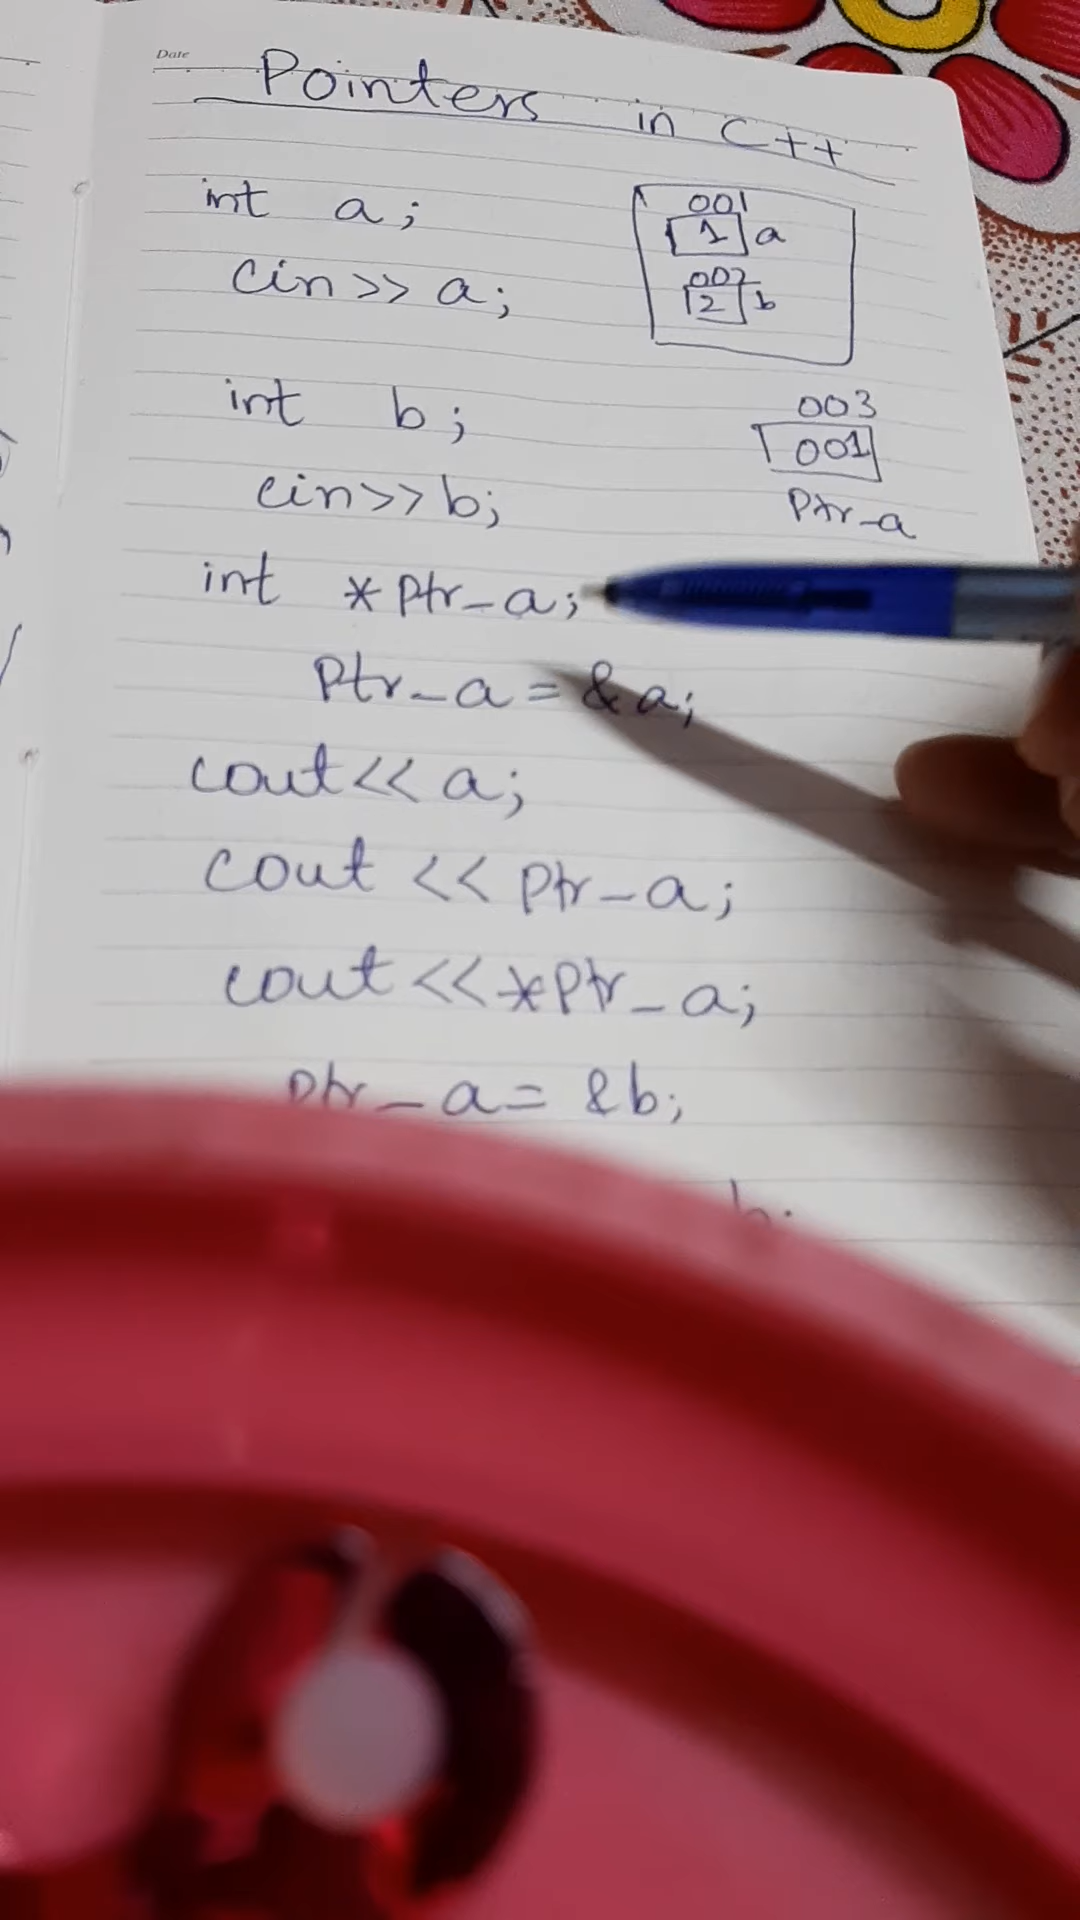 Date
Pointers in C++
int a;
cin>> a;
int b;
cin>> b;
int *ptr_a;
ptr_a = &a;
cout<< a;
cout << ptr_a;
cout <<*ptr_a;
ptr_a = &b;
b;
001
1 a
002
2 b
003
001
Ptr_a